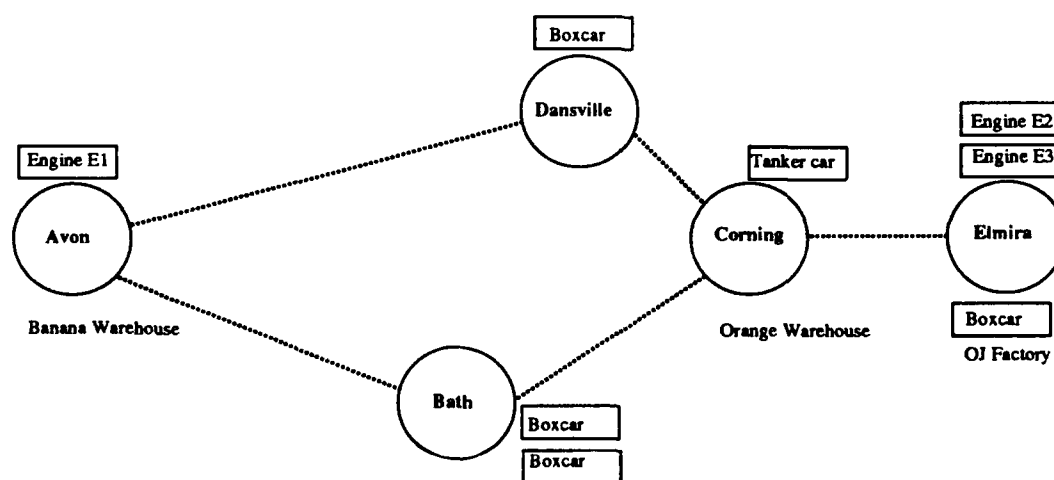 Boxcar
Dansville
Engine E2
Engine E3
Engine E1
Tanker car
Avon
Corning
Elmira
Banana Warehouse
Orange Warehouse
Boxcar
OJ Factory
Bath
Boxcar
Boxcar